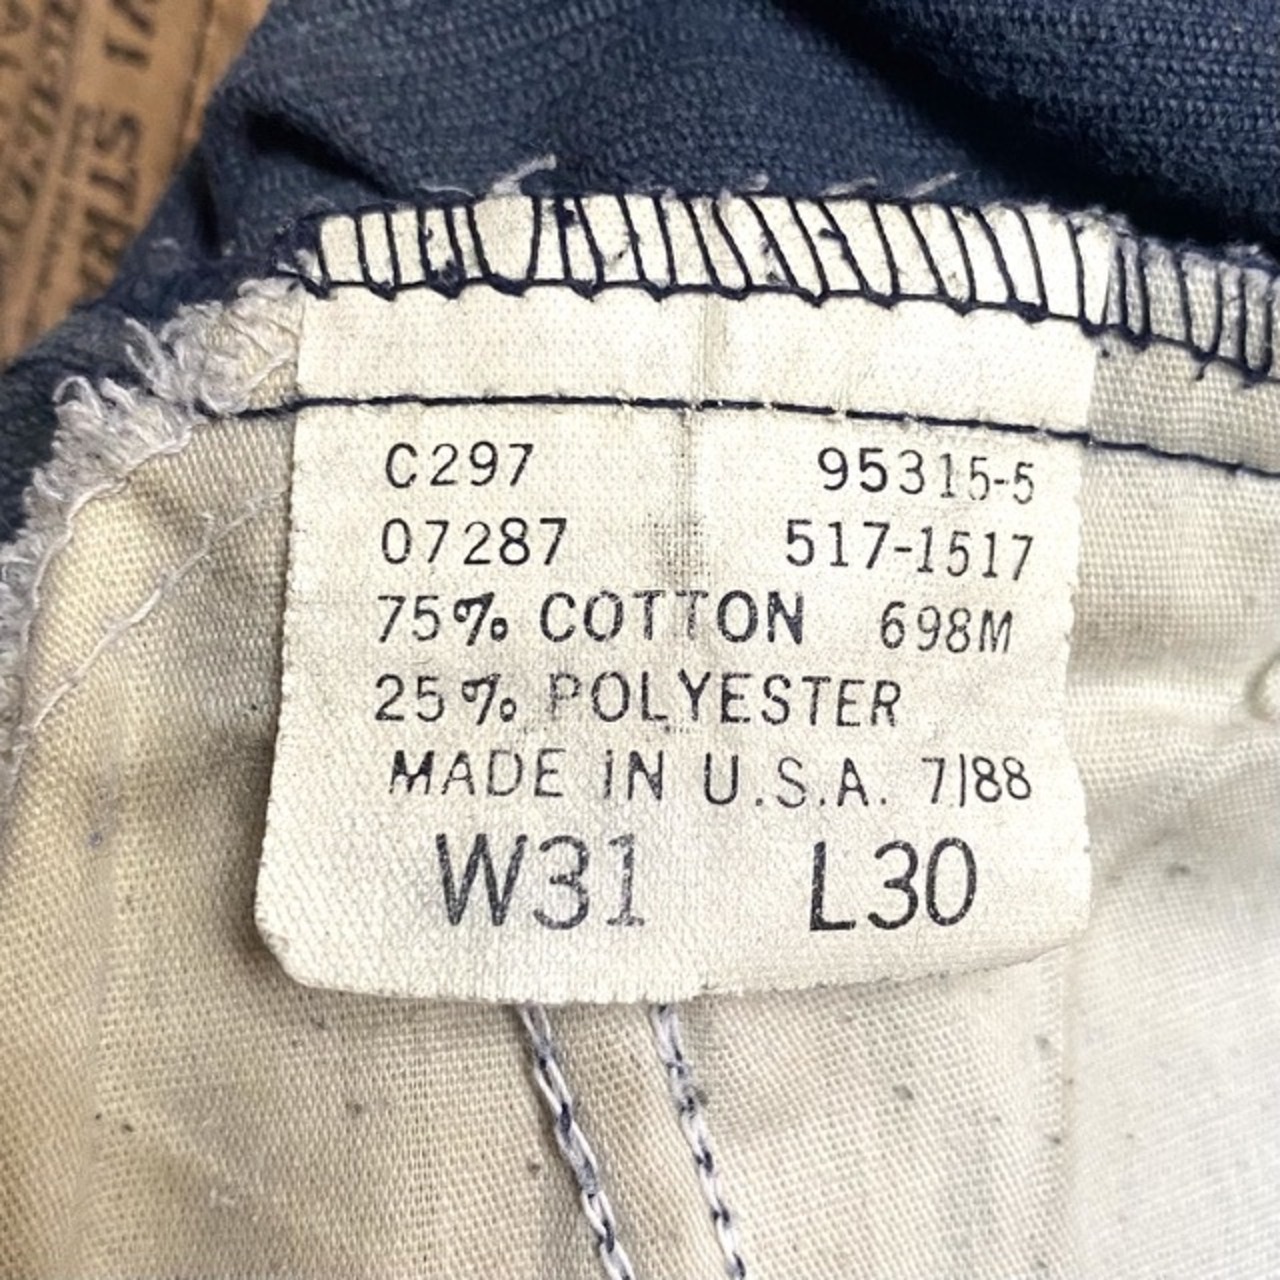 C297 95315-5
07287 517-1517
75% COTTON 698M
25% POLYESTER
MADE IN U.S.A. 7/88
W31 L30